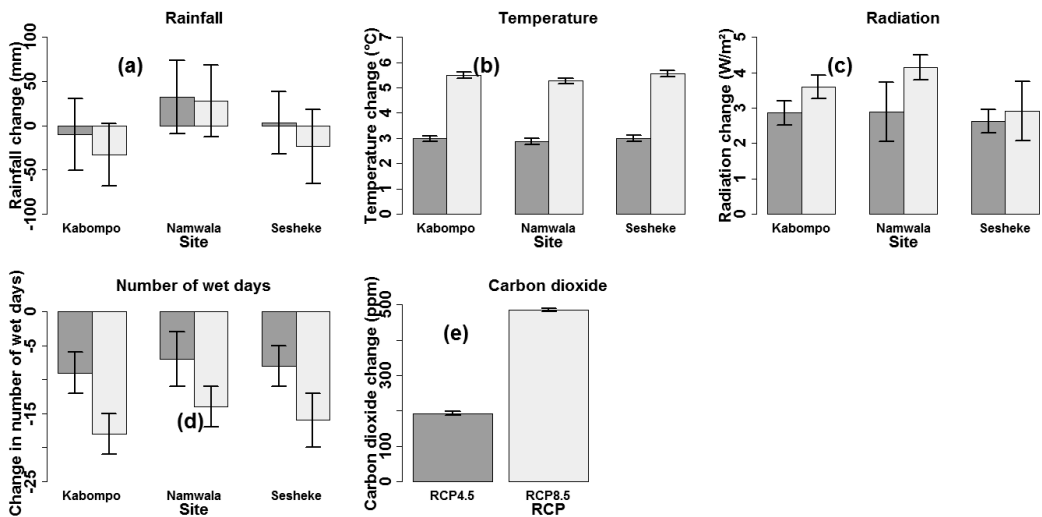 Rainfall
Rainfall change (mm)
100
50
0
-50
-100
(a)
Kabompo Namwala Sesheke
Site
Temperature
Temperature change (°C)
7
6
5
4
3
2
1
0
(b)
Kabompo Namwala Sesheke
Site
Radiation
Radiation change (W/m²)
5
4
3
2
1
0
(c)
Kabompo Namwala Sesheke
Site
Number of wet days
Change in number of wet days)
0
-5
-15
-25
(d)
Kabompo Namwala Sesheke
Site
Carbon dioxide
Carbon dioxide change (ppm)
500
300
100
0
(e)
RCP4.5 RCP8.5
RCP